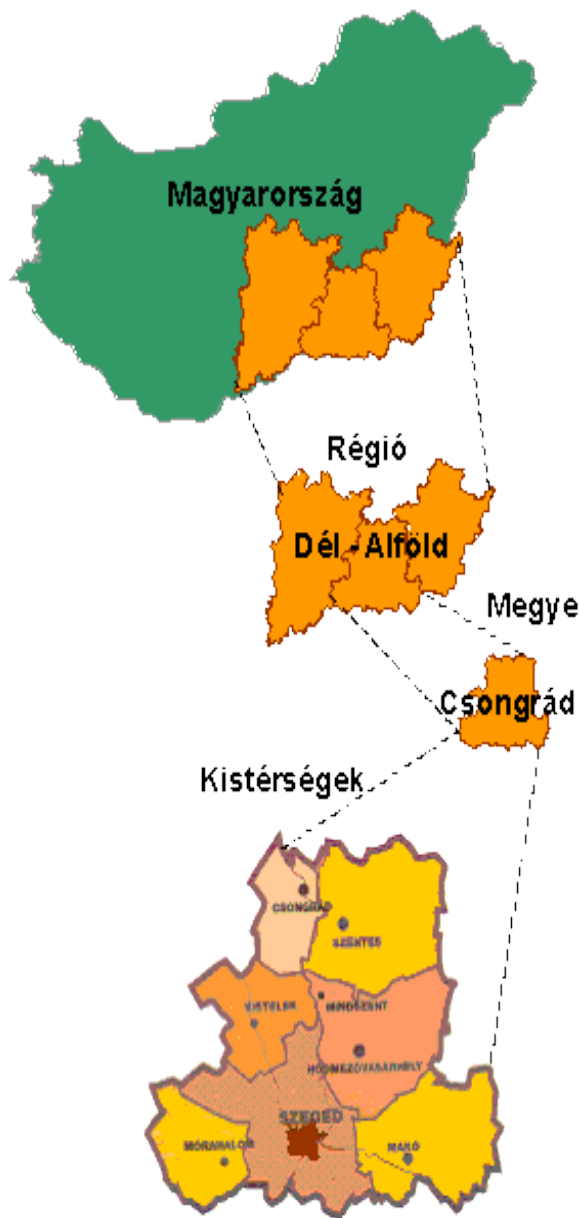 Magyarország
Régió
Dél - Alföld
Megye
Csongrád
Kistérségek
CSONGRÁD
SZENTES
KISTELEK
MINDSZENT
HÓDMEZŐVÁSÁRHELY
SZEGED
MÓRAHALOM
MAKÓ